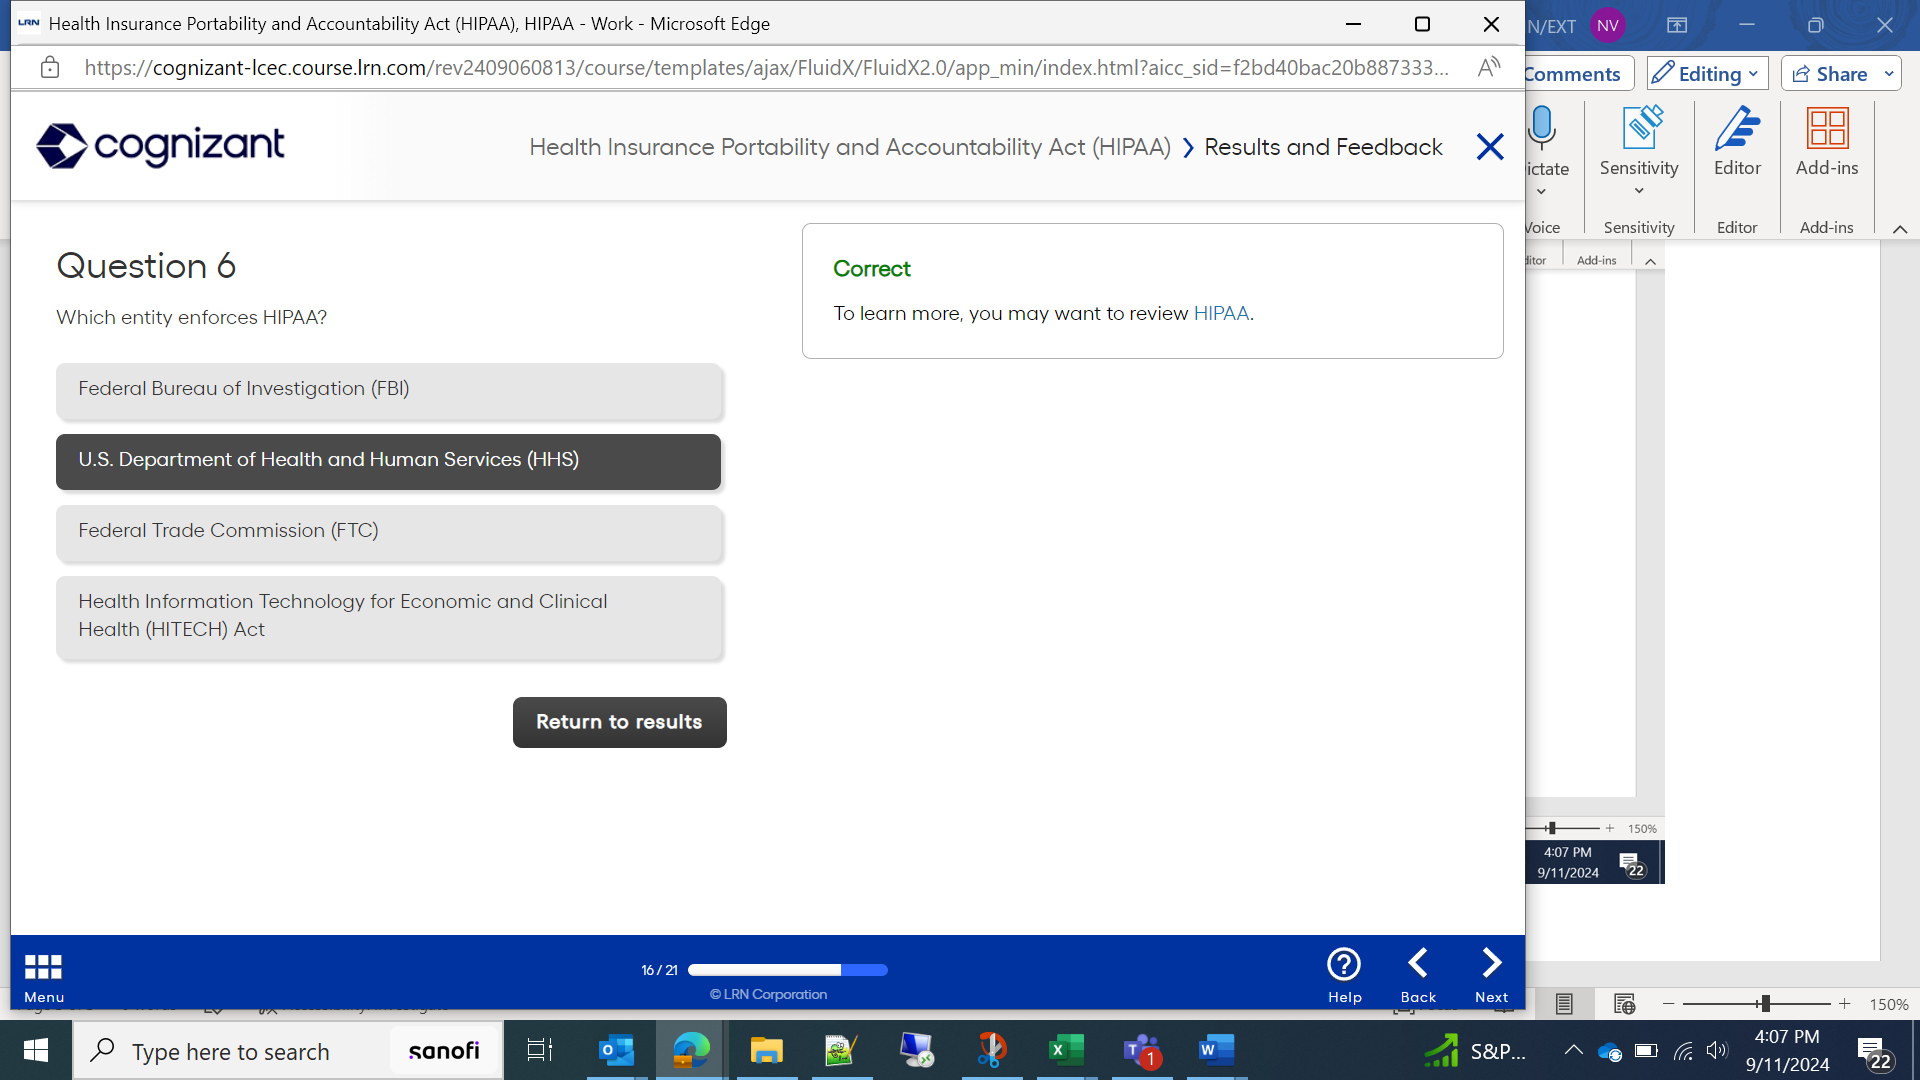 LRN Health Insurance Portability and Accountability Act (HIPAA), HIPAA - Work - Microsoft Edge
N/EXT NV
https://cognizant-lcec.course.lrn.com/rev2409060813/course/templates/ajax/FluidX/FluidX2.0/app_min/index.html?aicc_sid=f2bd40bac20b887333...
Comments Editing Share
cognizant
Health Insurance Portability and Accountability Act (HIPAA) Results and Feedback
ictate Sensitivity Editor Add-ins
Voice Sensitivity Editor Add-ins
ditor Add-ins
Question 6
Which entity enforces HIPAA?
Federal Bureau of Investigation (FBI)
U.S. Department of Health and Human Services (HHS)
Federal Trade Commission (FTC)
Health Information Technology for Economic and Clinical
Health (HITECH) Act
Return to results
Correct
To learn more, you may want to review HIPAA.
150%
4:07 PM
9/11/2024
22
Menu
16 / 21
© LRN Corporation
Help Back Next
150%
Type here to search
sanofi
1
S&P...
4:07 PM
9/11/2024
22